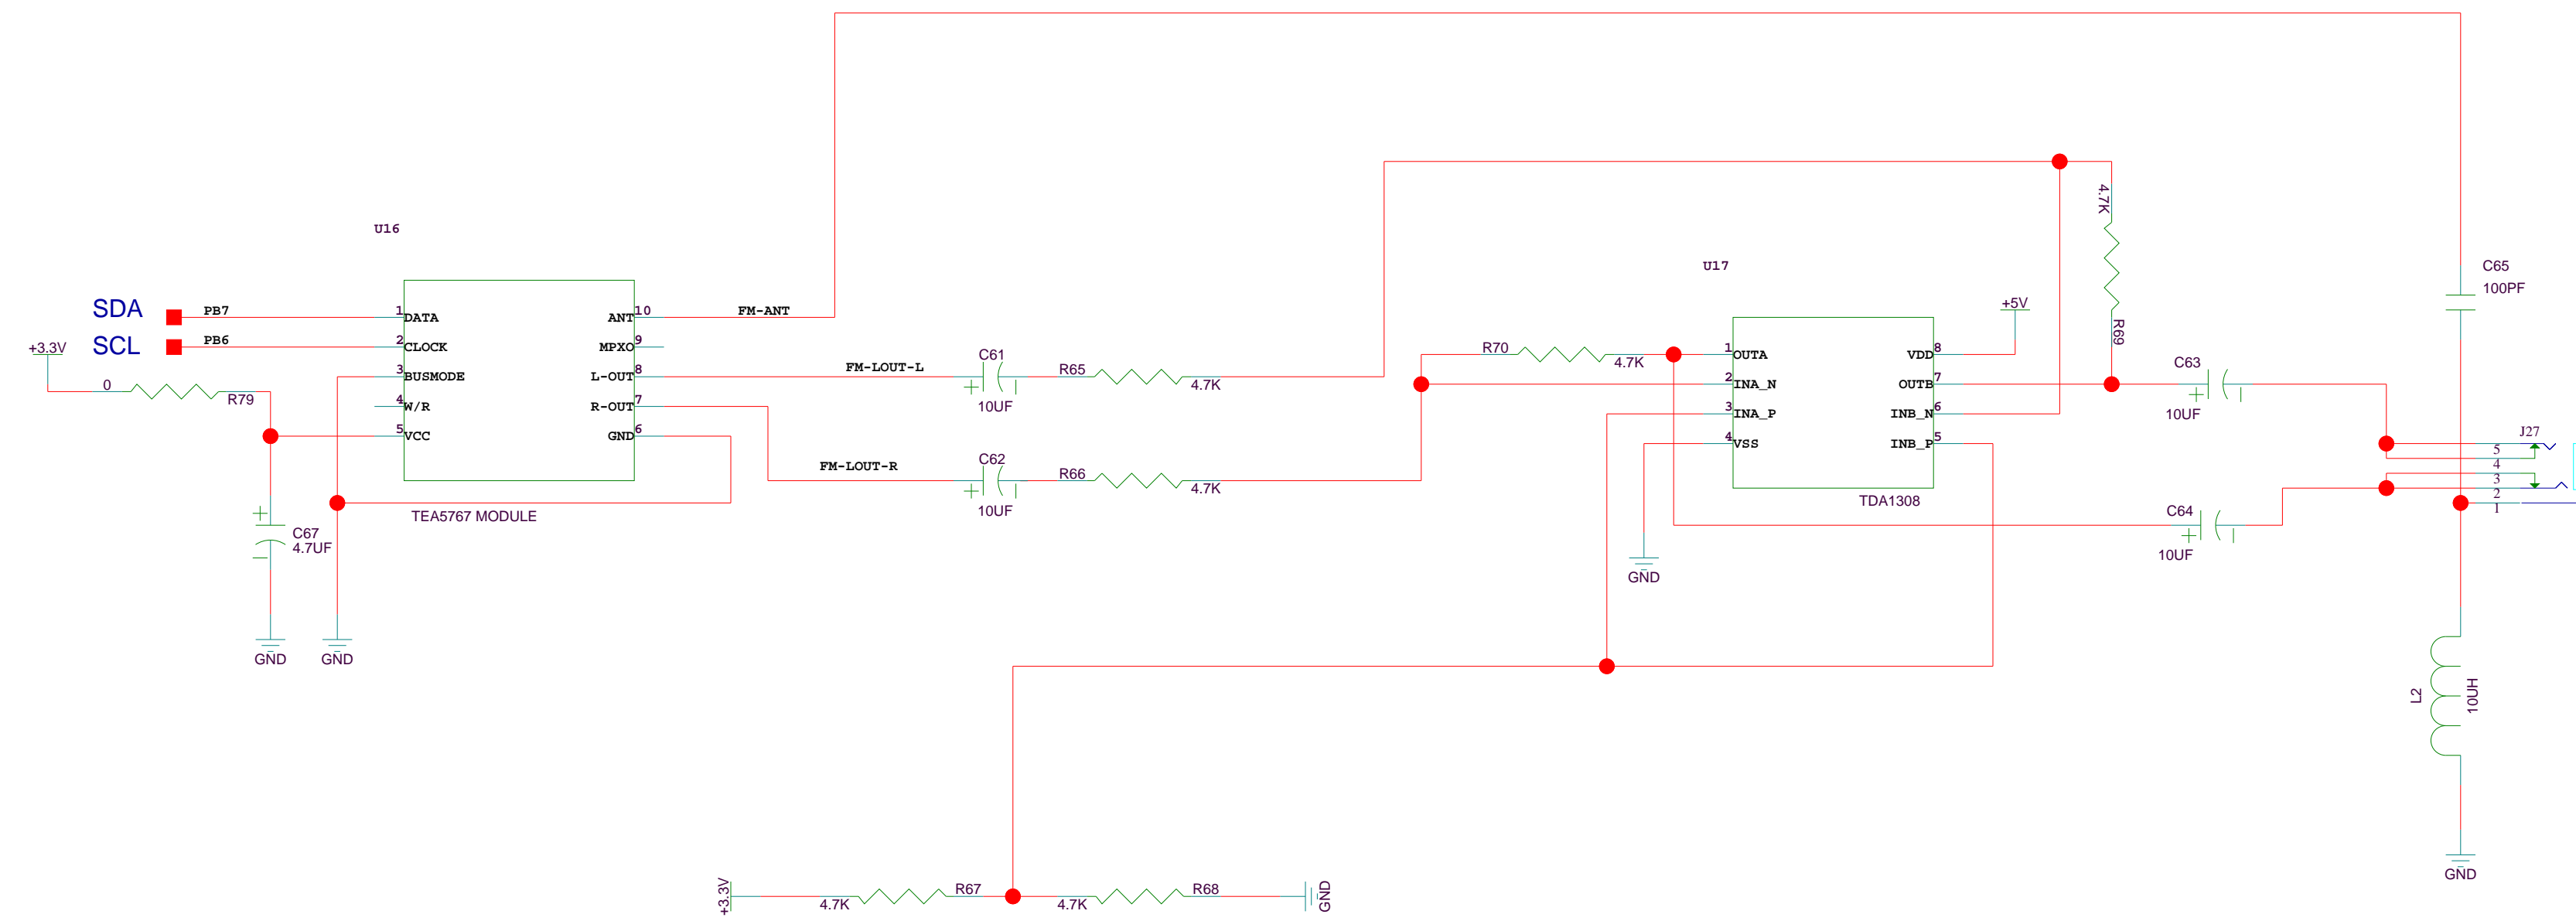 U16
SDA
PB7
SCL
PB6
+3.3V
0
R79
1
DATA
2
CLOCK
3
BUSMODE
4
W/R
5
VCC
ANT
10
MPXO
9
L-OUT
8
R-OUT
7
GND
6
TEA5767 MODULE
C67
4.7UF
GND
GND
FM-ANT
FM-LOUT-L
C61
10UF
R65
4.7K
FM-LOUT-R
C62
10UF
R66
4.7K
U17
R70
4.7K
1
OUTA
2
INA_N
3
INA_P
4
VSS
VDD
8
OUTB
7
INB_N
6
INB_P
5
TDA1308
GND
+5V
4.7K
R69
C63
10UF
C64
10UF
C65
100PF
J27
5
4
3
2
1
L2
10UH
GND
+3.3V
4.7K
R67
4.7K
R68
GND